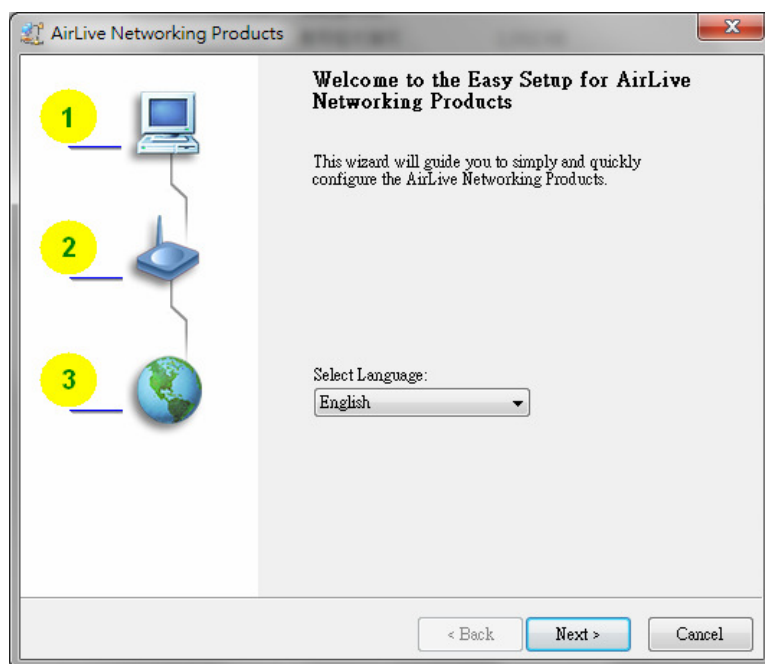 AirLive Networking Products
1
2
3
Welcome to the Easy Setup for AirLive
Networking Products
This wizard will guide you to simply and quickly
configure the AirLive Networking Products.
Select Language:
English
< Back
Next >
Cancel